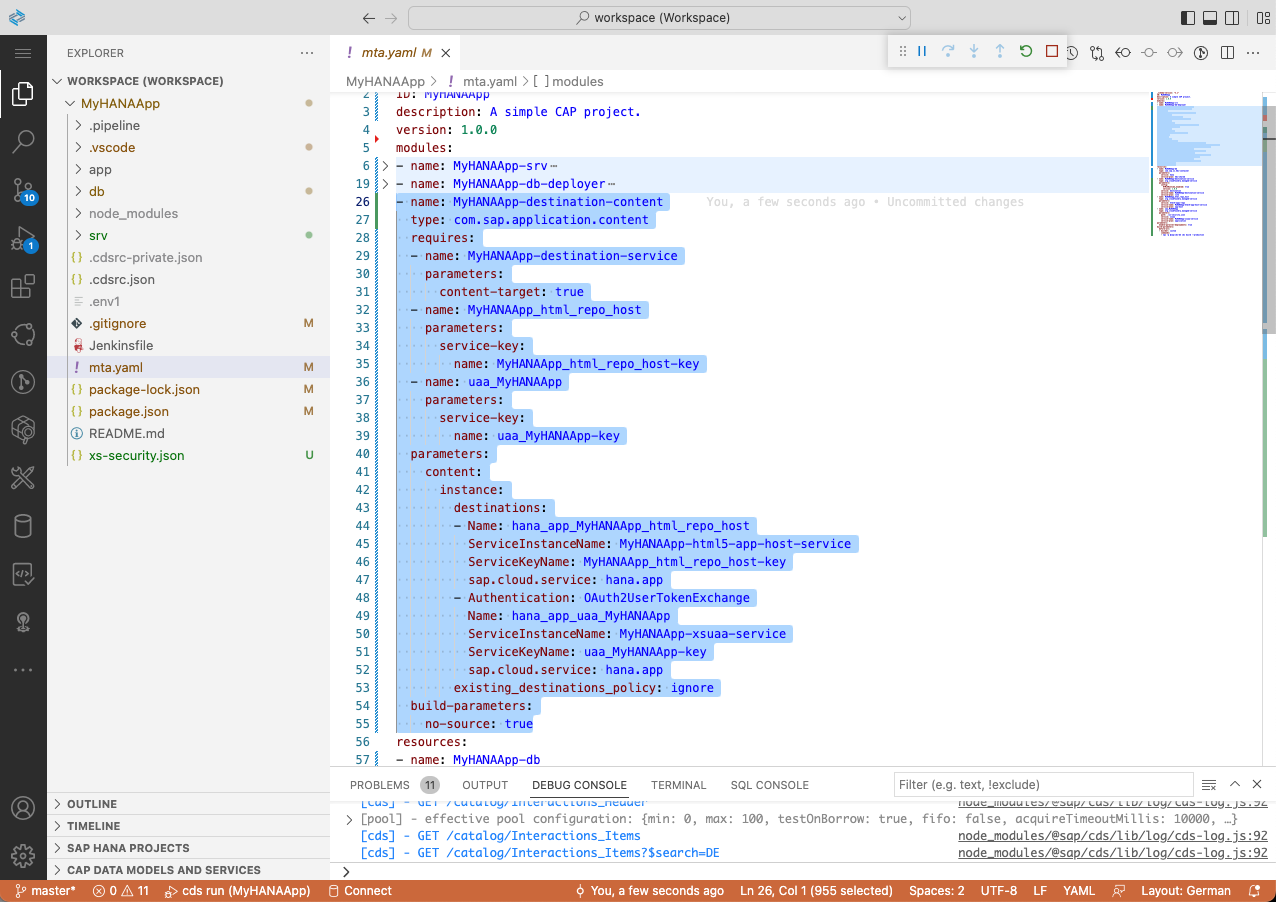 workspace (Workspace)
EXPLORER
WORKSPACE (WORKSPACE)
MyHANAApp
.pipeline
.vscode
app
db
node_modules
srv
.cdsrc-private.json
.cdsrc.json
.env1
.gitignore M
Jenkinsfile
mta.yaml M
package-lock.json M
package.json M
README.md
xs-security.json U
OUTLINE
TIMELINE
SAP HANA PROJECTS
CAP DATA MODELS AND SERVICES
10
1
! mta.yaml M
MyHANAApp > ! mta.yaml > [ ] modules
2 ID: MyHANAApp
3 description: A simple CAP project.
4 version: 1.0.0
5 modules:
6 - name: MyHANAApp-srv…
19 - name: MyHANAApp-db-deployer…
26 - name: MyHANAApp-destination-content You, a few seconds ago • Uncommitted changes
27 type: com.sap.application.content
28 requires:
29 - name: MyHANAApp-destination-service
30 parameters:
31 content-target: true
32 - name: MyHANAApp_html_repo_host
33 parameters:
34 service-key:
35 name: MyHANAApp_html_repo_host-key
36 - name: uaa_MyHANAApp
37 parameters:
38 service-key:
39 name: uaa_MyHANAApp-key
40 parameters:
41 content:
42 instance:
43 destinations:
44 - Name: hana_app_MyHANAApp_html_repo_host
45 ServiceInstanceName: MyHANAApp-html5-app-host-service
46 ServiceKeyName: MyHANAApp_html_repo_host-key
47 sap.cloud.service: hana.app
48 - Authentication: OAuth2UserTokenExchange
49 Name: hana_app_uaa_MyHANAApp
50 ServiceInstanceName: MyHANAApp-xsuaa-service
51 ServiceKeyName: uaa_MyHANAApp-key
52 sap.cloud.service: hana.app
53 existing_destinations_policy: ignore
54 build-parameters:
55 no-source: true
56 resources:
57 - name: MyHANAApp-db
PROBLEMS 11 OUTPUT DEBUG CONSOLE TERMINAL SQL CONSOLE Filter (e.g. text, !exclude)
[cds] - GET /catalog/Interactions_Header node_modules/@sap/cds/lib/log/cds-log.js:92
[pool] - effective pool configuration: {min: 0, max: 100, testOnBorrow: true, fifo: false, acquireTimeoutMillis: 10000, …}
[cds] - GET /catalog/Interactions_Items node_modules/@sap/cds/lib/log/cds-log.js:92
[cds] - GET /catalog/Interactions_Items?$search=DE node_modules/@sap/cds/lib/log/cds-log.js:92
master* 0 11 cds run (MyHANAApp) Connect You, a few seconds ago Ln 26, Col 1 (955 selected) Spaces: 2 UTF-8 LF YAML Layout: German